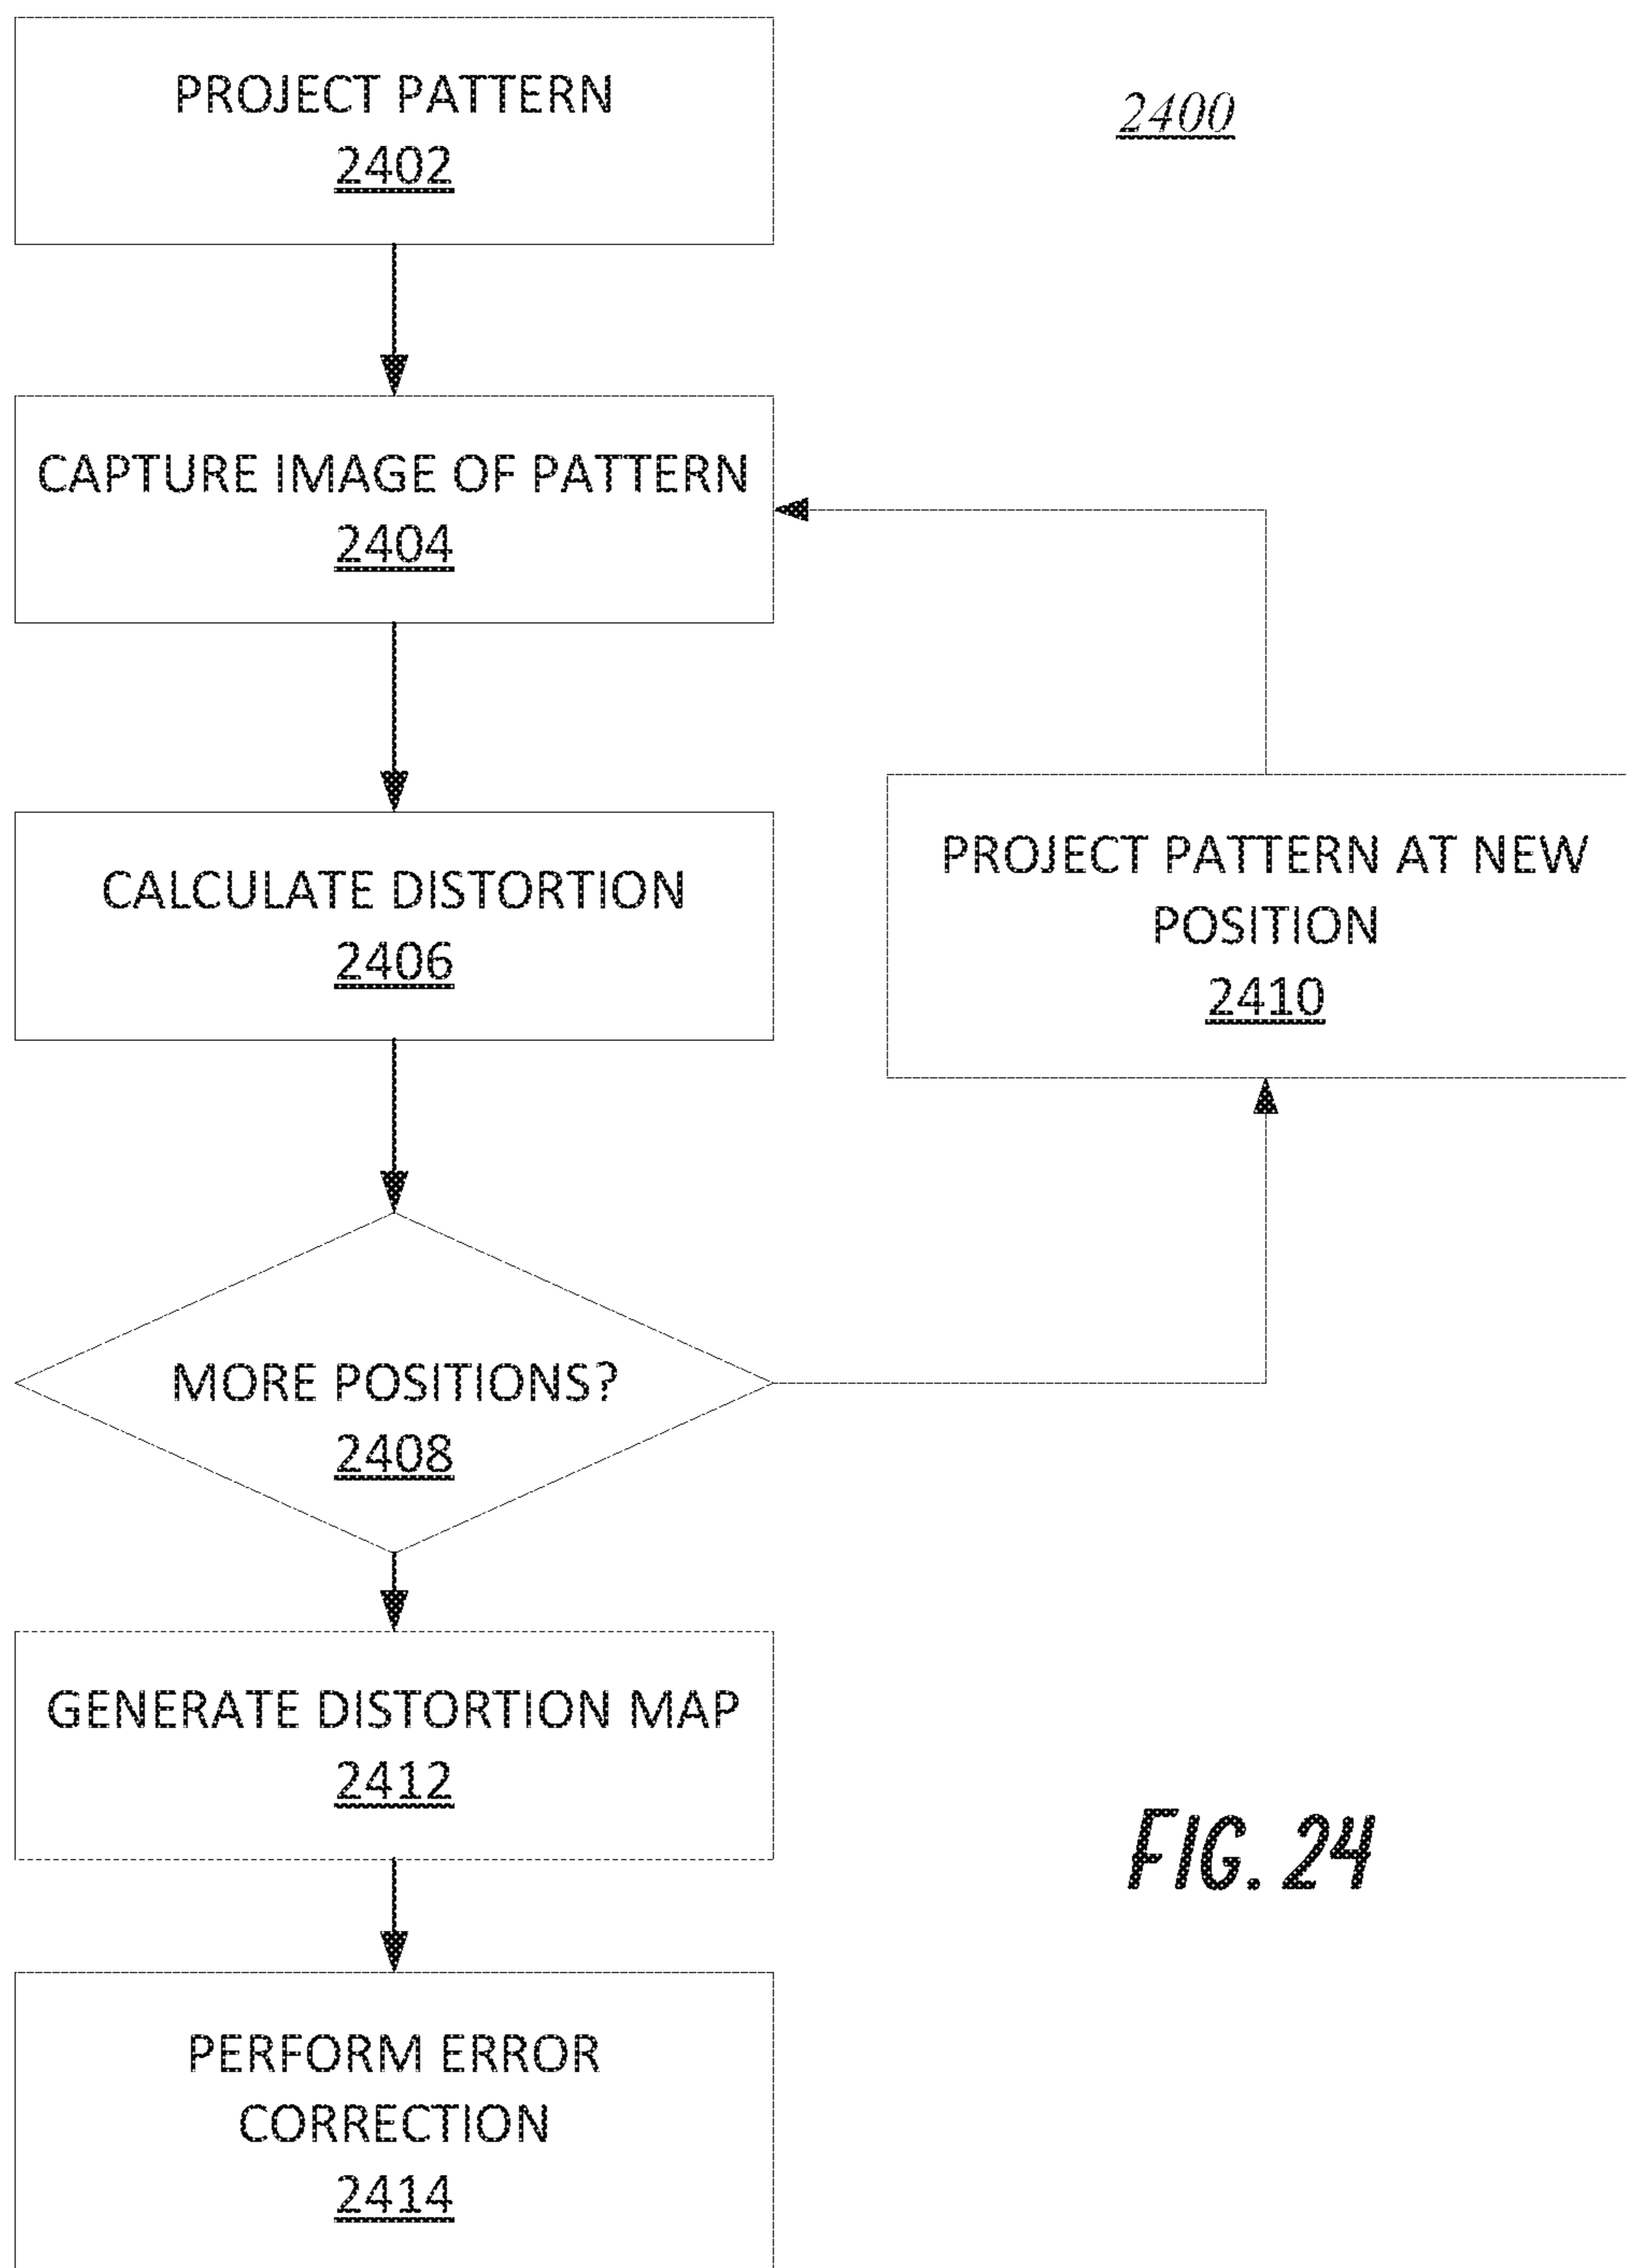 PROJECT PATTERN
2402
2400
CAPTURE IMAGE OF PATTERN
2404
CALCULATE DISTORTION
2406
PROJECT PATTERN AT NEW
POSITION
2410
MORE POSITIONS?
2408
GENERATE DISTORTION MAP
2412
FIG. 24
PERFORM ERROR
CORRECTION
2414